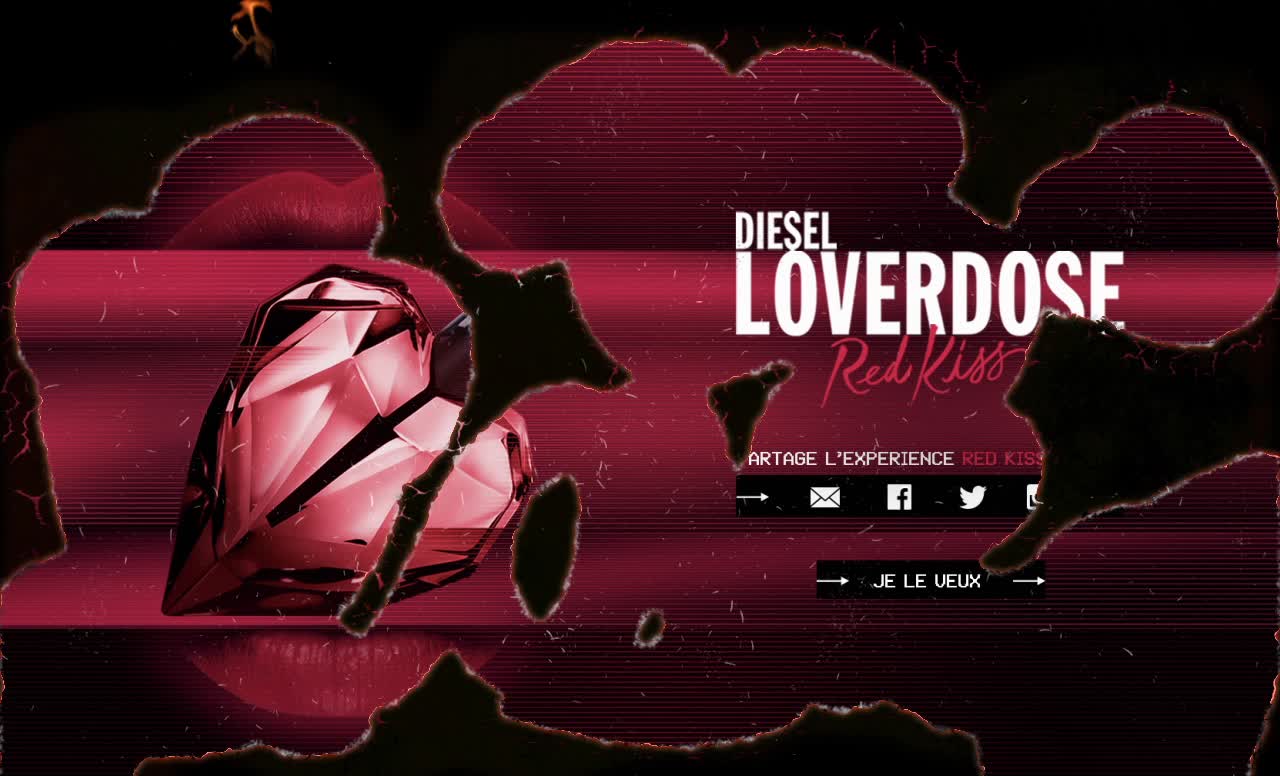 DIESEL
LOVERDOSE
Red Kiss
ARTAGE L'EXPERIENCE RED KISS
JE LE VEUX